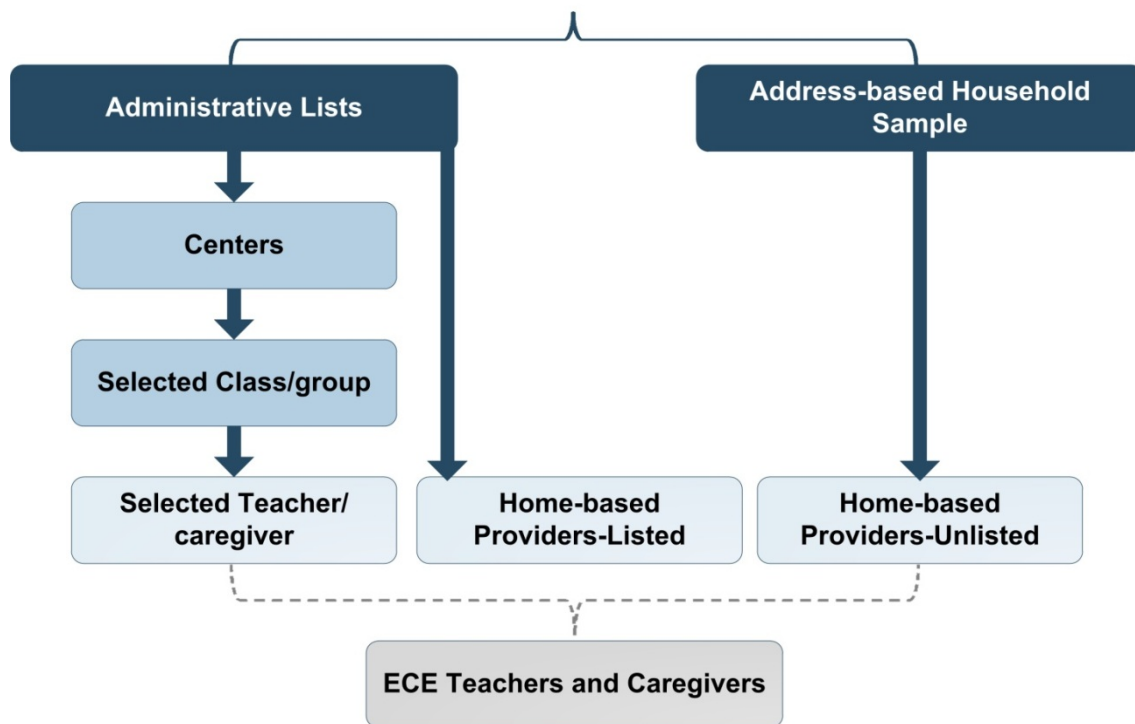 Administrative Lists
Address-based Household
Sample
Centers
Selected Class/group
Selected Teacher/
caregiver
Home-based
Providers-Listed
Home-based
Providers-Unlisted
ECE Teachers and Caregivers